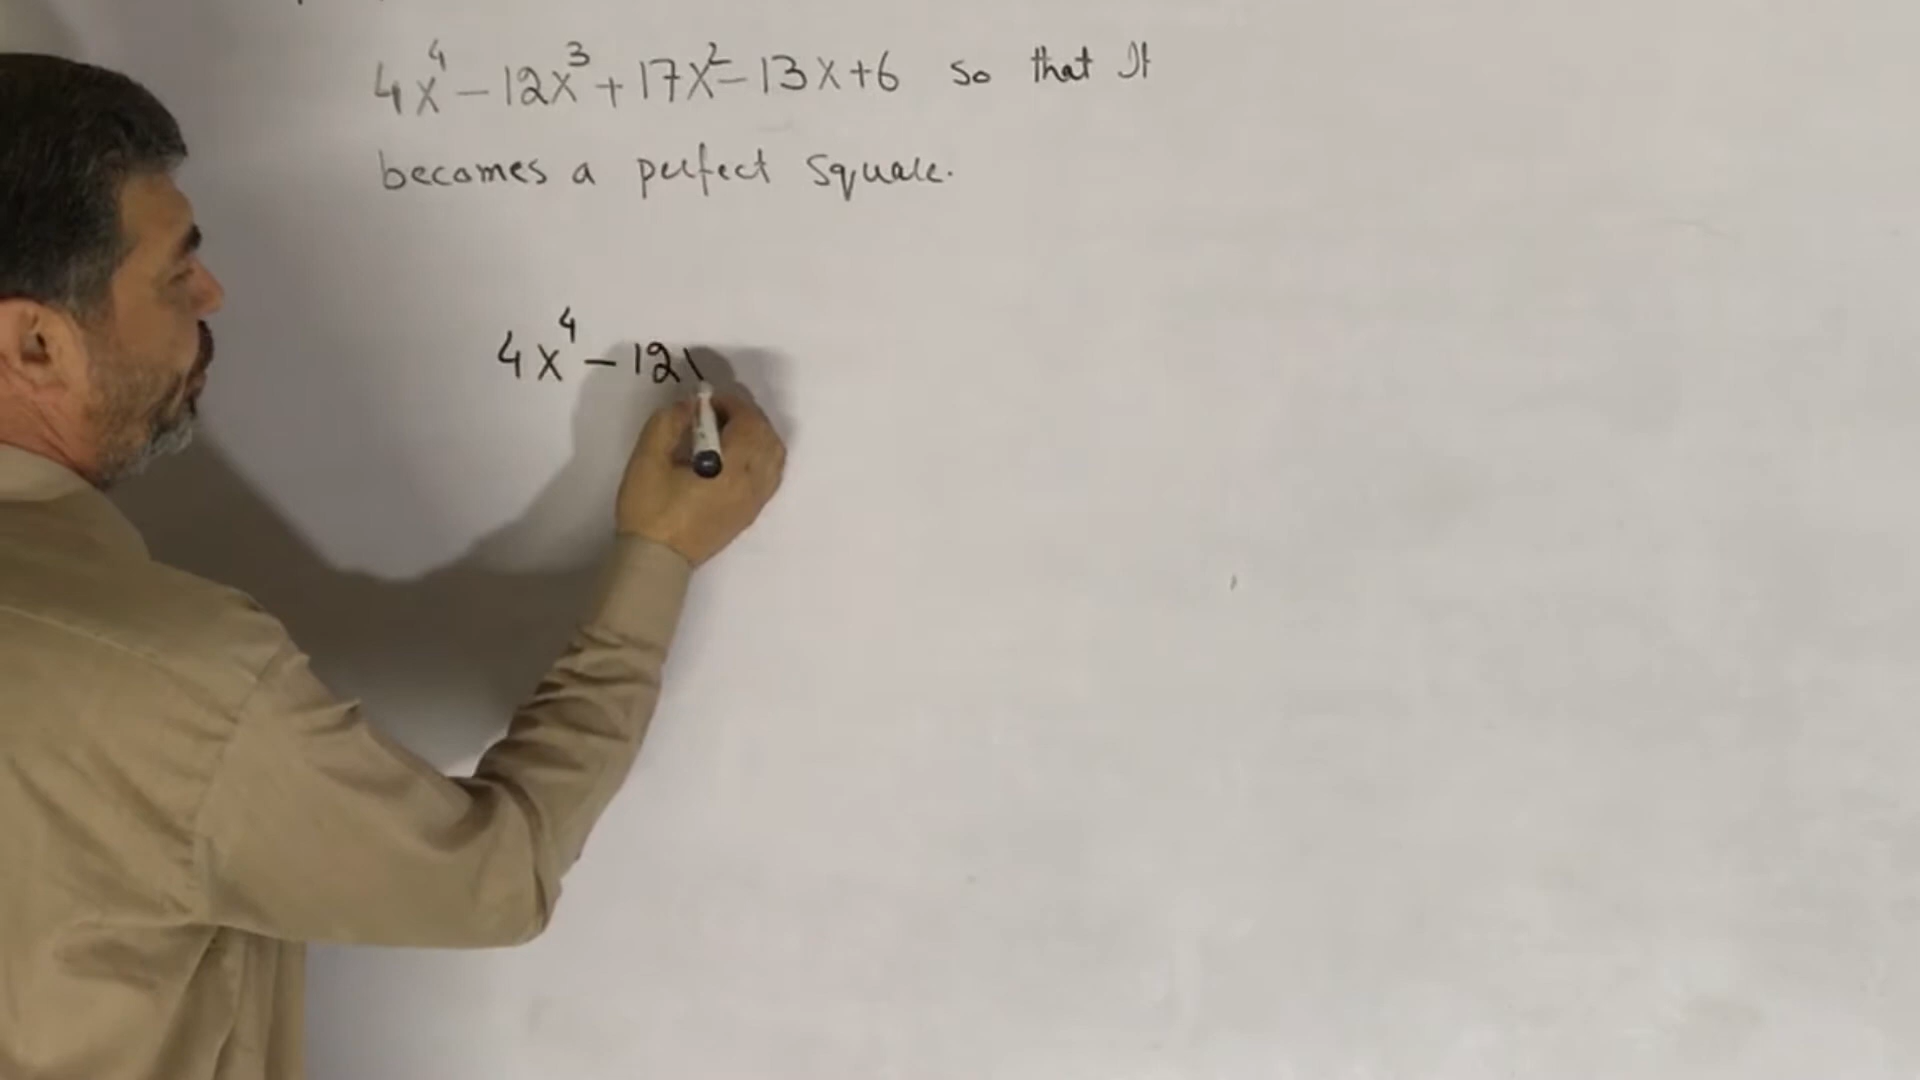 4x⁴ - 12x³ + 17x² - 13x + 6 so that It
becomes a perfect square.
4x⁴ - 12